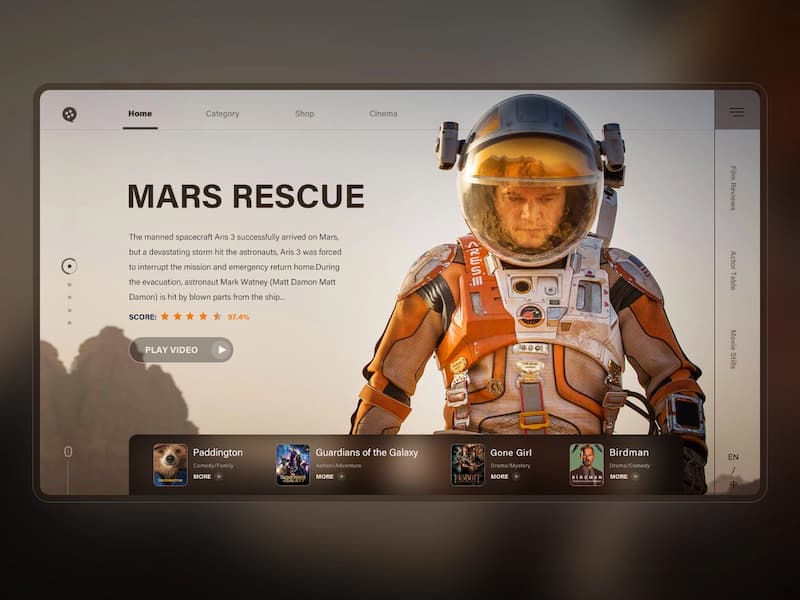 Home
Category
Shop
Cinema
MARS RESCUE
The manned spacecraft Aris 3 successfully arrived on Mars,
but a devastating storm hit the astronauts, Aris 3 was forced
to interrupt the mission and emergency return home.During
the evacuation, astronaut Mark Watney (Matt Damon Matt
Damon) is hit by blown parts from the ship...
SCORE: 97.4%
PLAY VIDEO
ARES III
Film Reviews
Actor Table
Movie Stills
EN
/
中
PADDINGTON
Paddington
Comedy/Family
MORE
Guardians of the Galaxy
Action/Adventure
MORE
HOBBIT
Gone Girl
Drama/Mystery
MORE
BIRDMAN
Birdman
Drama/Comedy
MORE